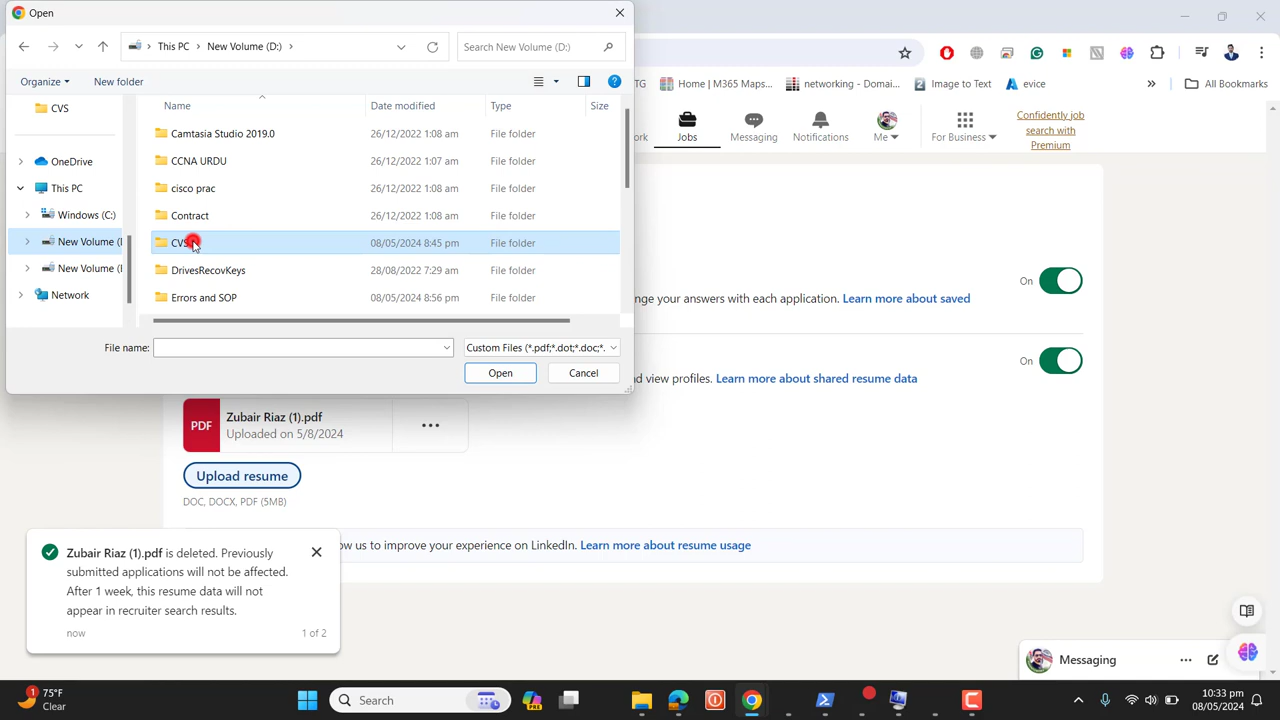 Open
This PC
New Volume (D:)
Search New Volume (D:)
Organize
New folder
CVS
OneDrive
This PC
Windows (C:)
New Volume (
New Volume (
Network
Name
Date modified
Type
Size
Camtasia Studio 2019.0
26/12/2022 1:08 am
File folder
CCNA URDU
26/12/2022 1:07 am
File folder
cisco prac
26/12/2022 1:08 am
File folder
Contract
26/12/2022 1:08 am
File folder
CVS
08/05/2024 8:45 pm
File folder
DrivesRecovKeys
28/08/2022 7:29 am
File folder
Errors and SOP
08/05/2024 8:56 pm
File folder
File name:
Custom Files (*.pdf;*.dot;*.doc;*.
Open
Cancel
TG
Home | M365 Maps...
networking - Domai...
Image to Text
evice
All Bookmarks
ork
Jobs
Messaging
Notifications
Me
For Business
Confidently job
search with
Premium
On
nge your answers with each application. Learn more about saved
On
d view profiles. Learn more about shared resume data
PDF
Zubair Riaz (1).pdf
Uploaded on 5/8/2024
Upload resume
DOC, DOCX, PDF (5MB)
ow us to improve your experience on LinkedIn. Learn more about resume usage
Zubair Riaz (1).pdf is deleted. Previously
submitted applications will not be affected.
After 1 week, this resume data will not
appear in recruiter search results.
now
1 of 2
Messaging
1
75°F
Clear
Search
10:33 pm
08/05/2024